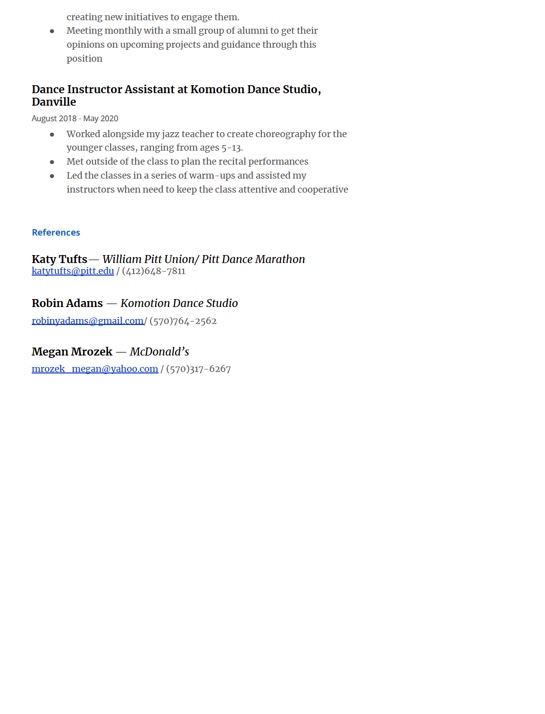 creating new initiatives to engage them.
● Meeting monthly with a small group of alumni to get their
opinions on upcoming projects and guidance through this
position
Dance Instructor Assistant at Komotion Dance Studio,
Danville
August 2018 - May 2020
● Worked alongside my jazz teacher to create choreography for the
younger classes, ranging from ages 5-13.
● Met outside of the class to plan the recital performances
● Led the classes in a series of warm-ups and assisted my
instructors when need to keep the class attentive and cooperative
References
Katy Tufts— William Pitt Union/ Pitt Dance Marathon
katytufts@pitt.edu / (412)648-7811
Robin Adams — Komotion Dance Studio
robinyadams@gmail.com/ (570)764-2562
Megan Mrozek — McDonald’s
mrozek_megan@yahoo.com / (570)317-6267